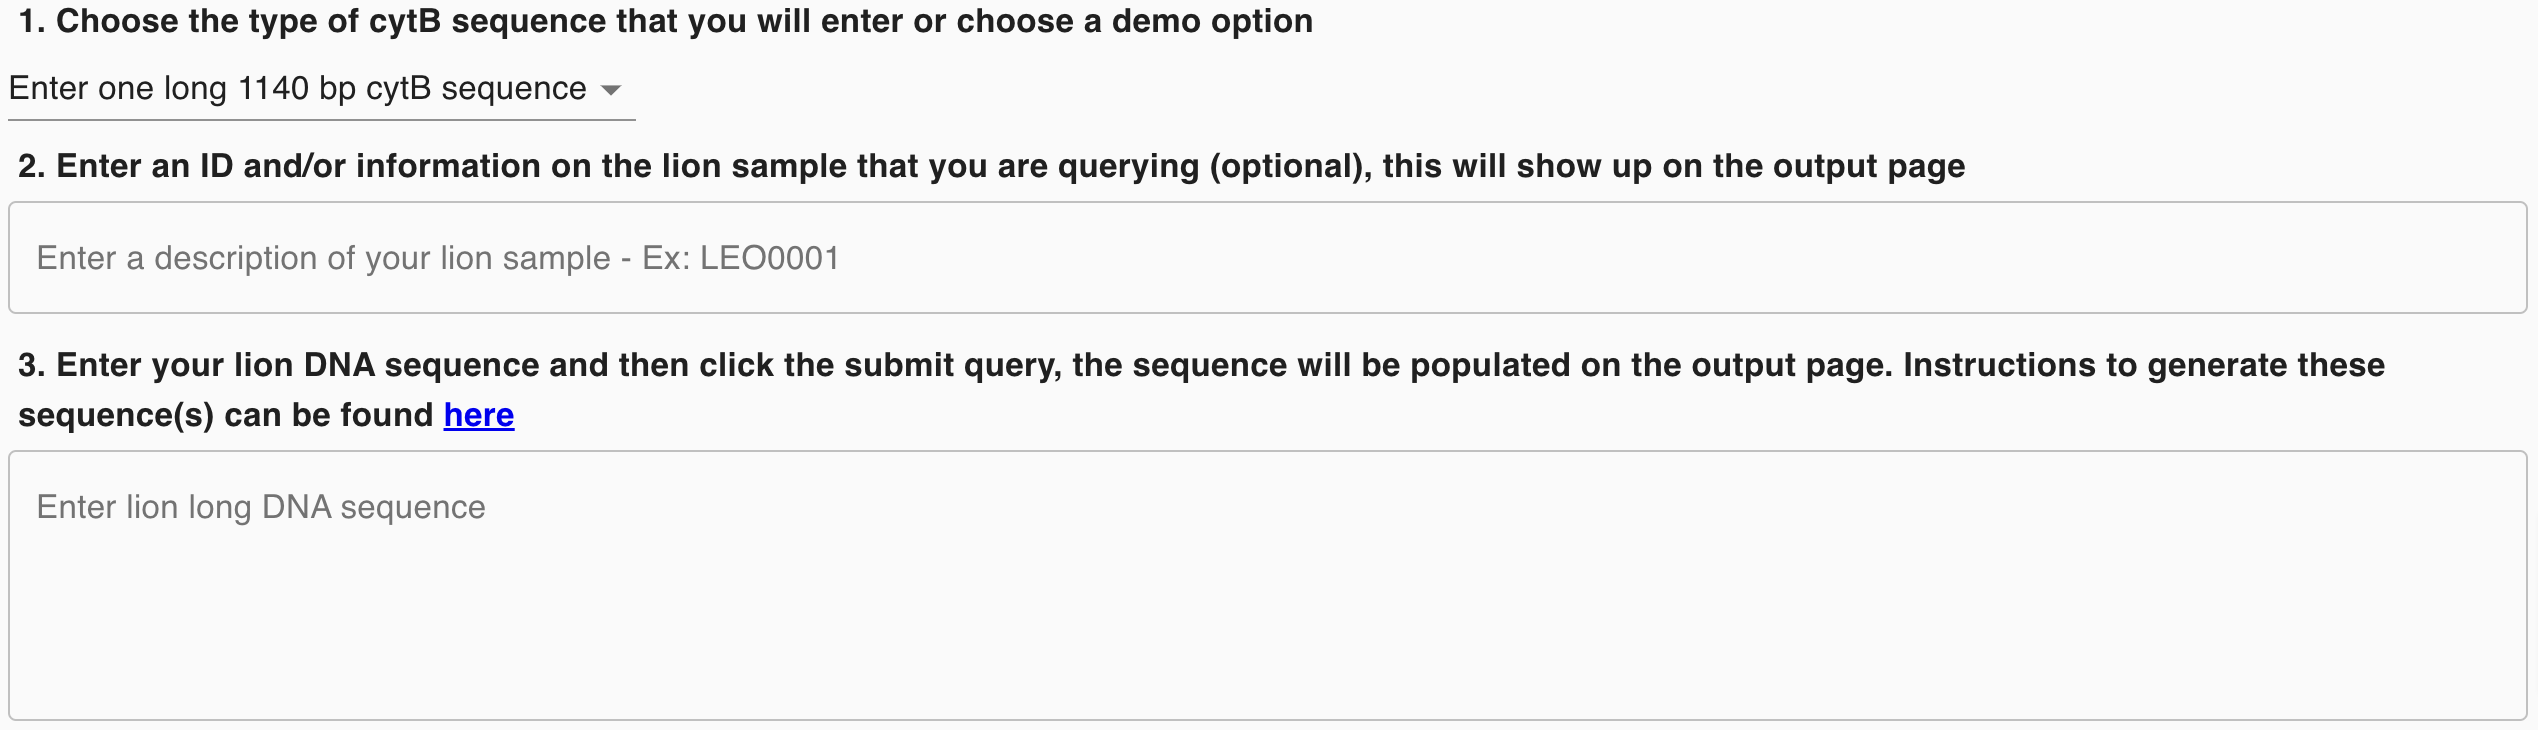 1. Choose the type of cytB sequence that you will enter or choose a demo option
Enter one long 1140 bp cytB sequence
2. Enter an ID and/or information on the lion sample that you are querying (optional), this will show up on the output page
Enter a description of your lion sample - Ex: LEO0001
3. Enter your lion DNA sequence and then click the submit query, the sequence will be populated on the output page. Instructions to generate these
sequence(s) can be found here
Enter lion long DNA sequence